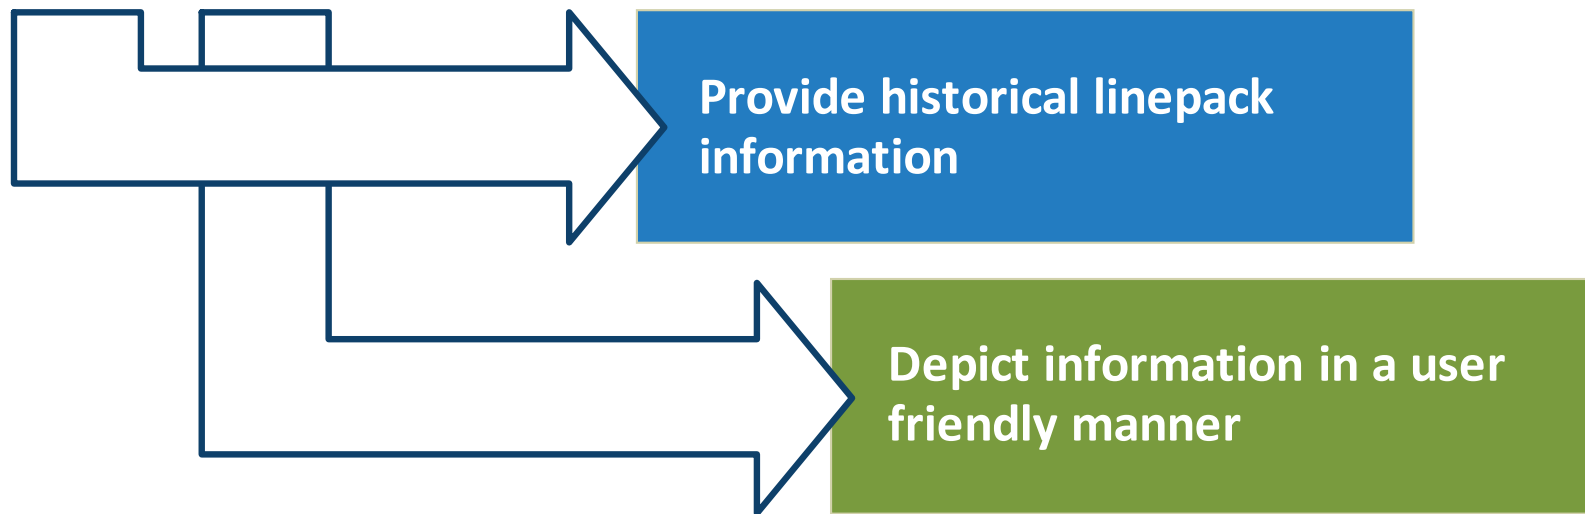 Provide historical linepack
information
Depict information in a user
friendly manner